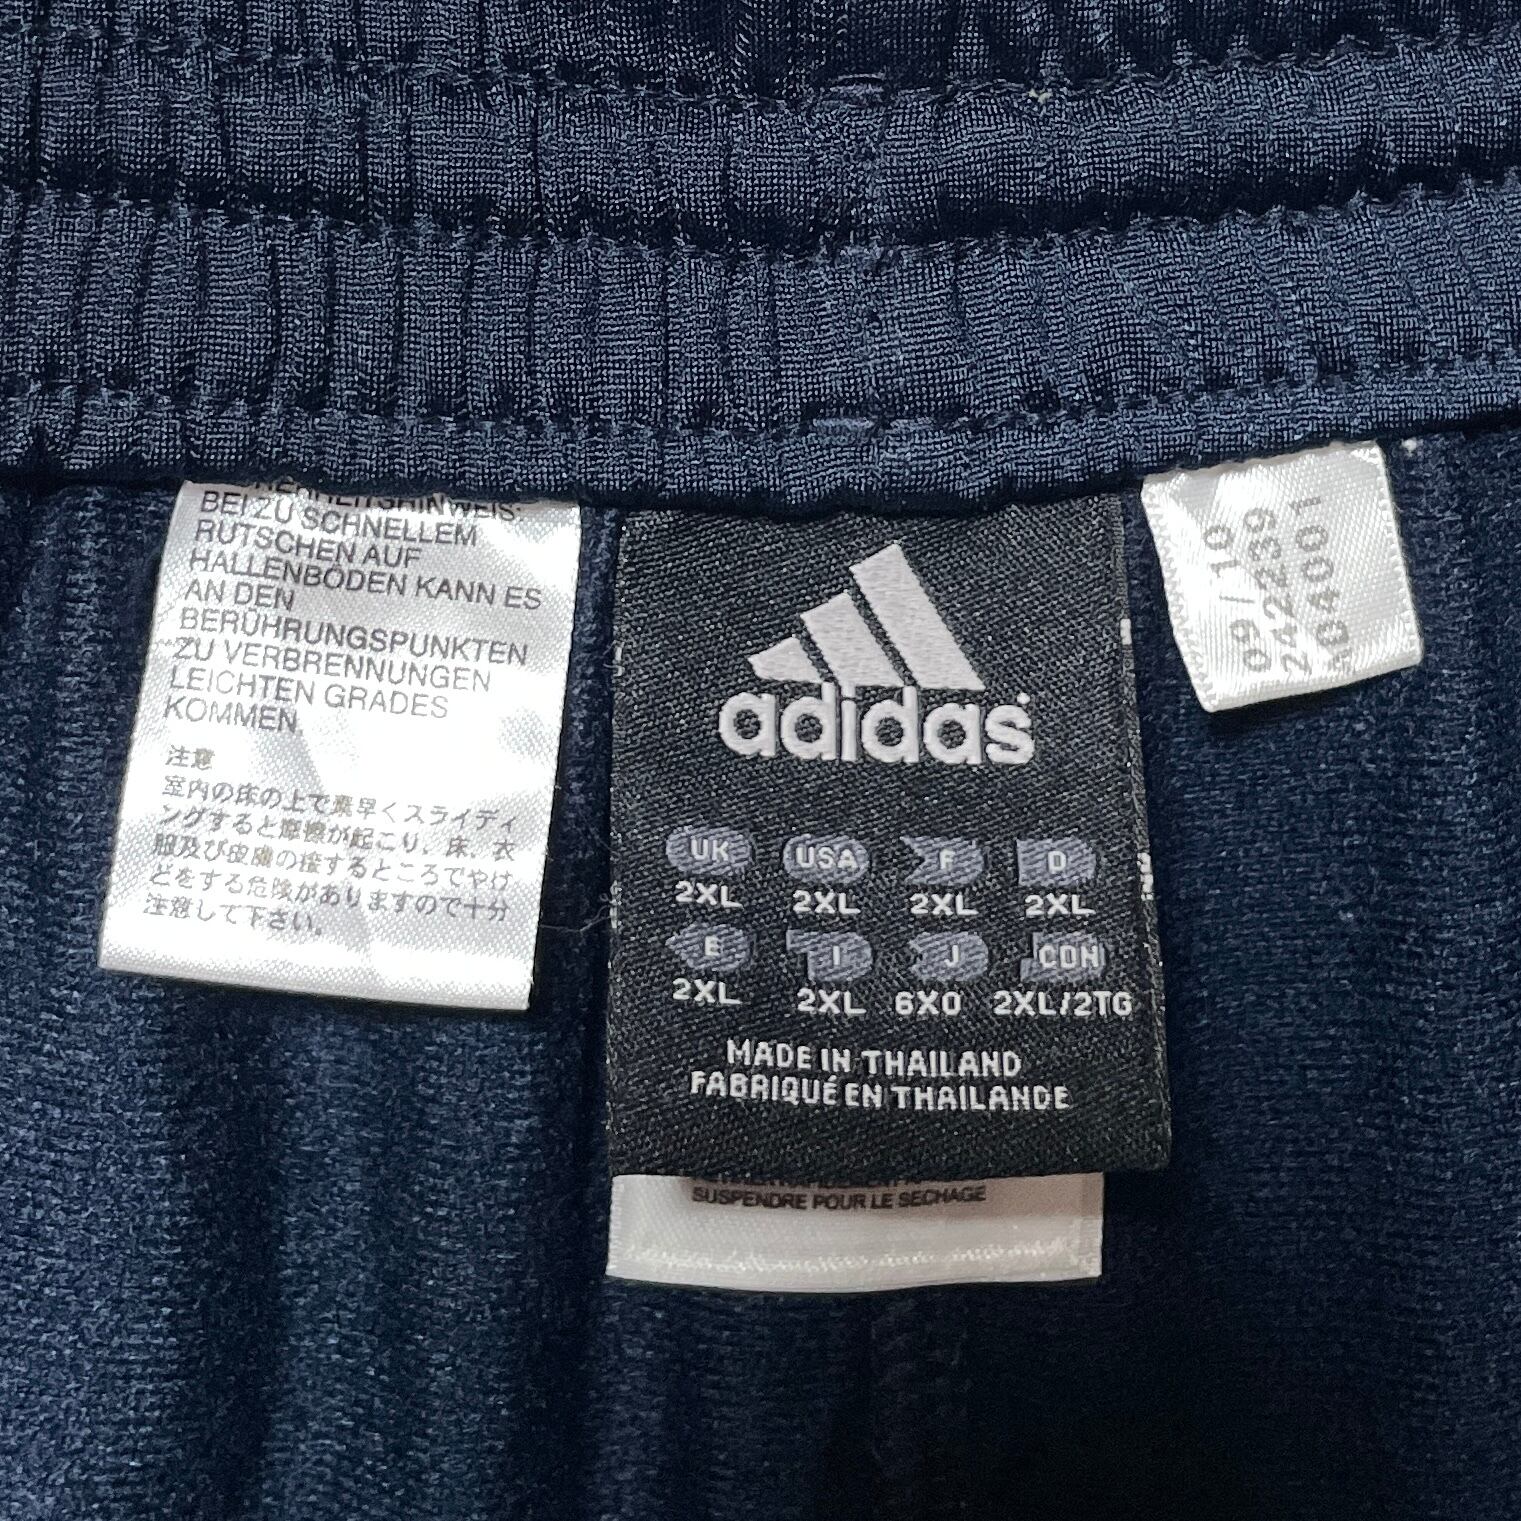 BEI ZU SCHNELLEM
RUTSCHEN AUF
HALLENBÖDEN KANN ES
AN DEN
BERÜHRUNGSPUNKTEN
ZU VERBRENNUNGEN
LEICHTEN GRADES
KOMMEN.
注意
室内の床の上で素早くスライディ
ングすると摩擦が起こり、床、衣
服及び皮膚の接するところでやけ
どをする危険がありますので十分
注意して下さい。
adidas
UK USA F D
2XL 2XL 2XL 2XL
E I J CDN
2XL 2XL 6XO 2XL/2TG
MADE IN THAILAND
FABRIQUÉ EN THAILANDE
SUSPENDRE POUR LE SECHAGE
09/10
242239
04001